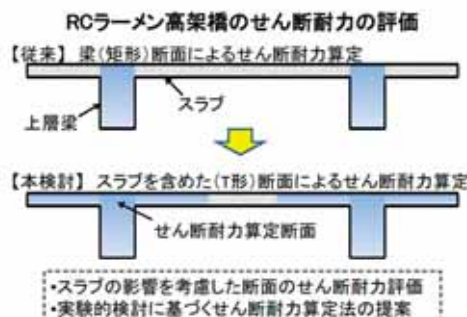 RCラーメン高架橋のせん断耐力の評価
【従来】 梁(矩形)断面によるせん断耐力算定
スラブ
上層梁
【本検討】 スラブを含めた(T形)断面によるせん断耐力算定
せん断耐力算定断面
•スラブの影響を考慮した断面のせん断耐力評価
•実験的検討に基づくせん断耐力算定法の提案